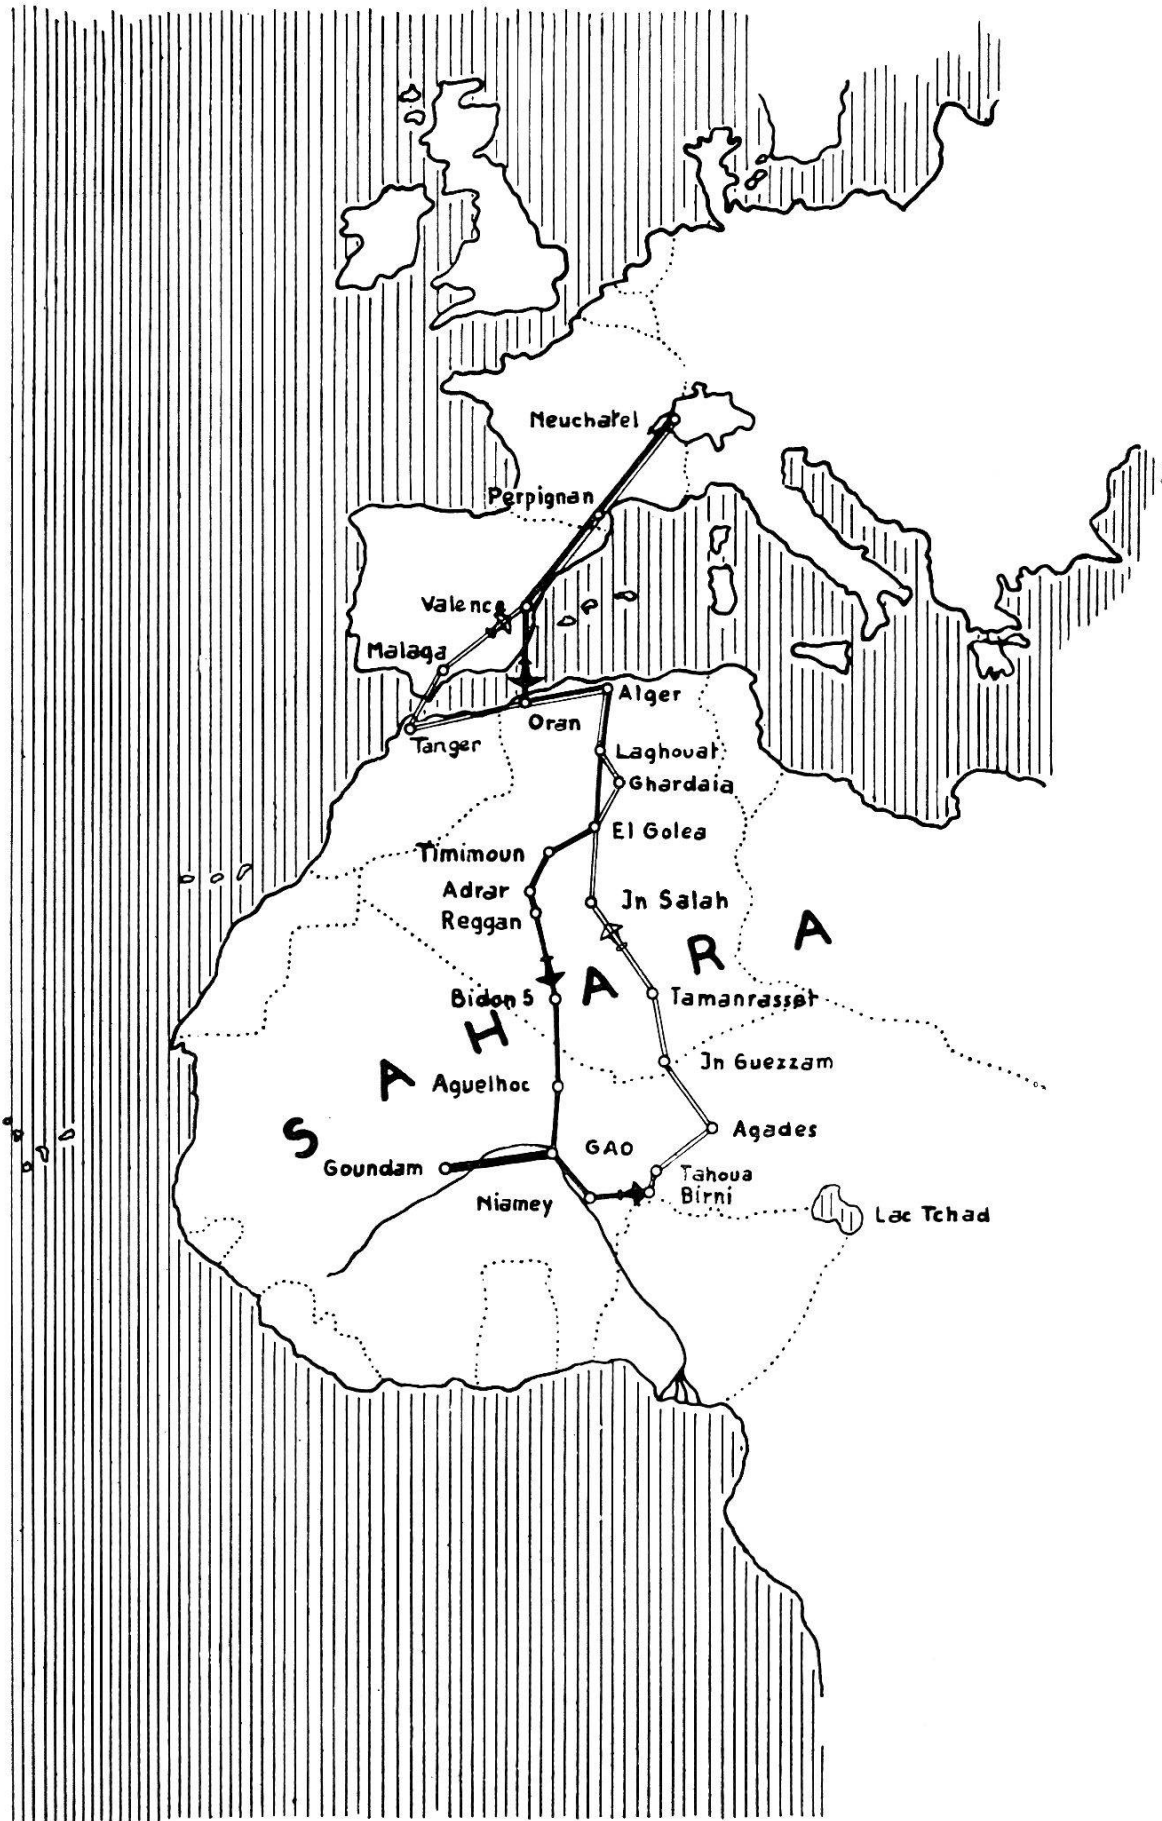 Neuchatel
Perpignan
Valence
Malaga
Alger
Oran
Tanger
Laghouat
Ghardaia
El Golea
Timimoun
Adrar
Jn Salah
Reggan
SAHARA
Bidon 5
Tamanrasset
Jn Guezzam
Aguelhoc
Agades
GAO
Goundam
Tahoua
Birni
Niamey
Lac Tchad